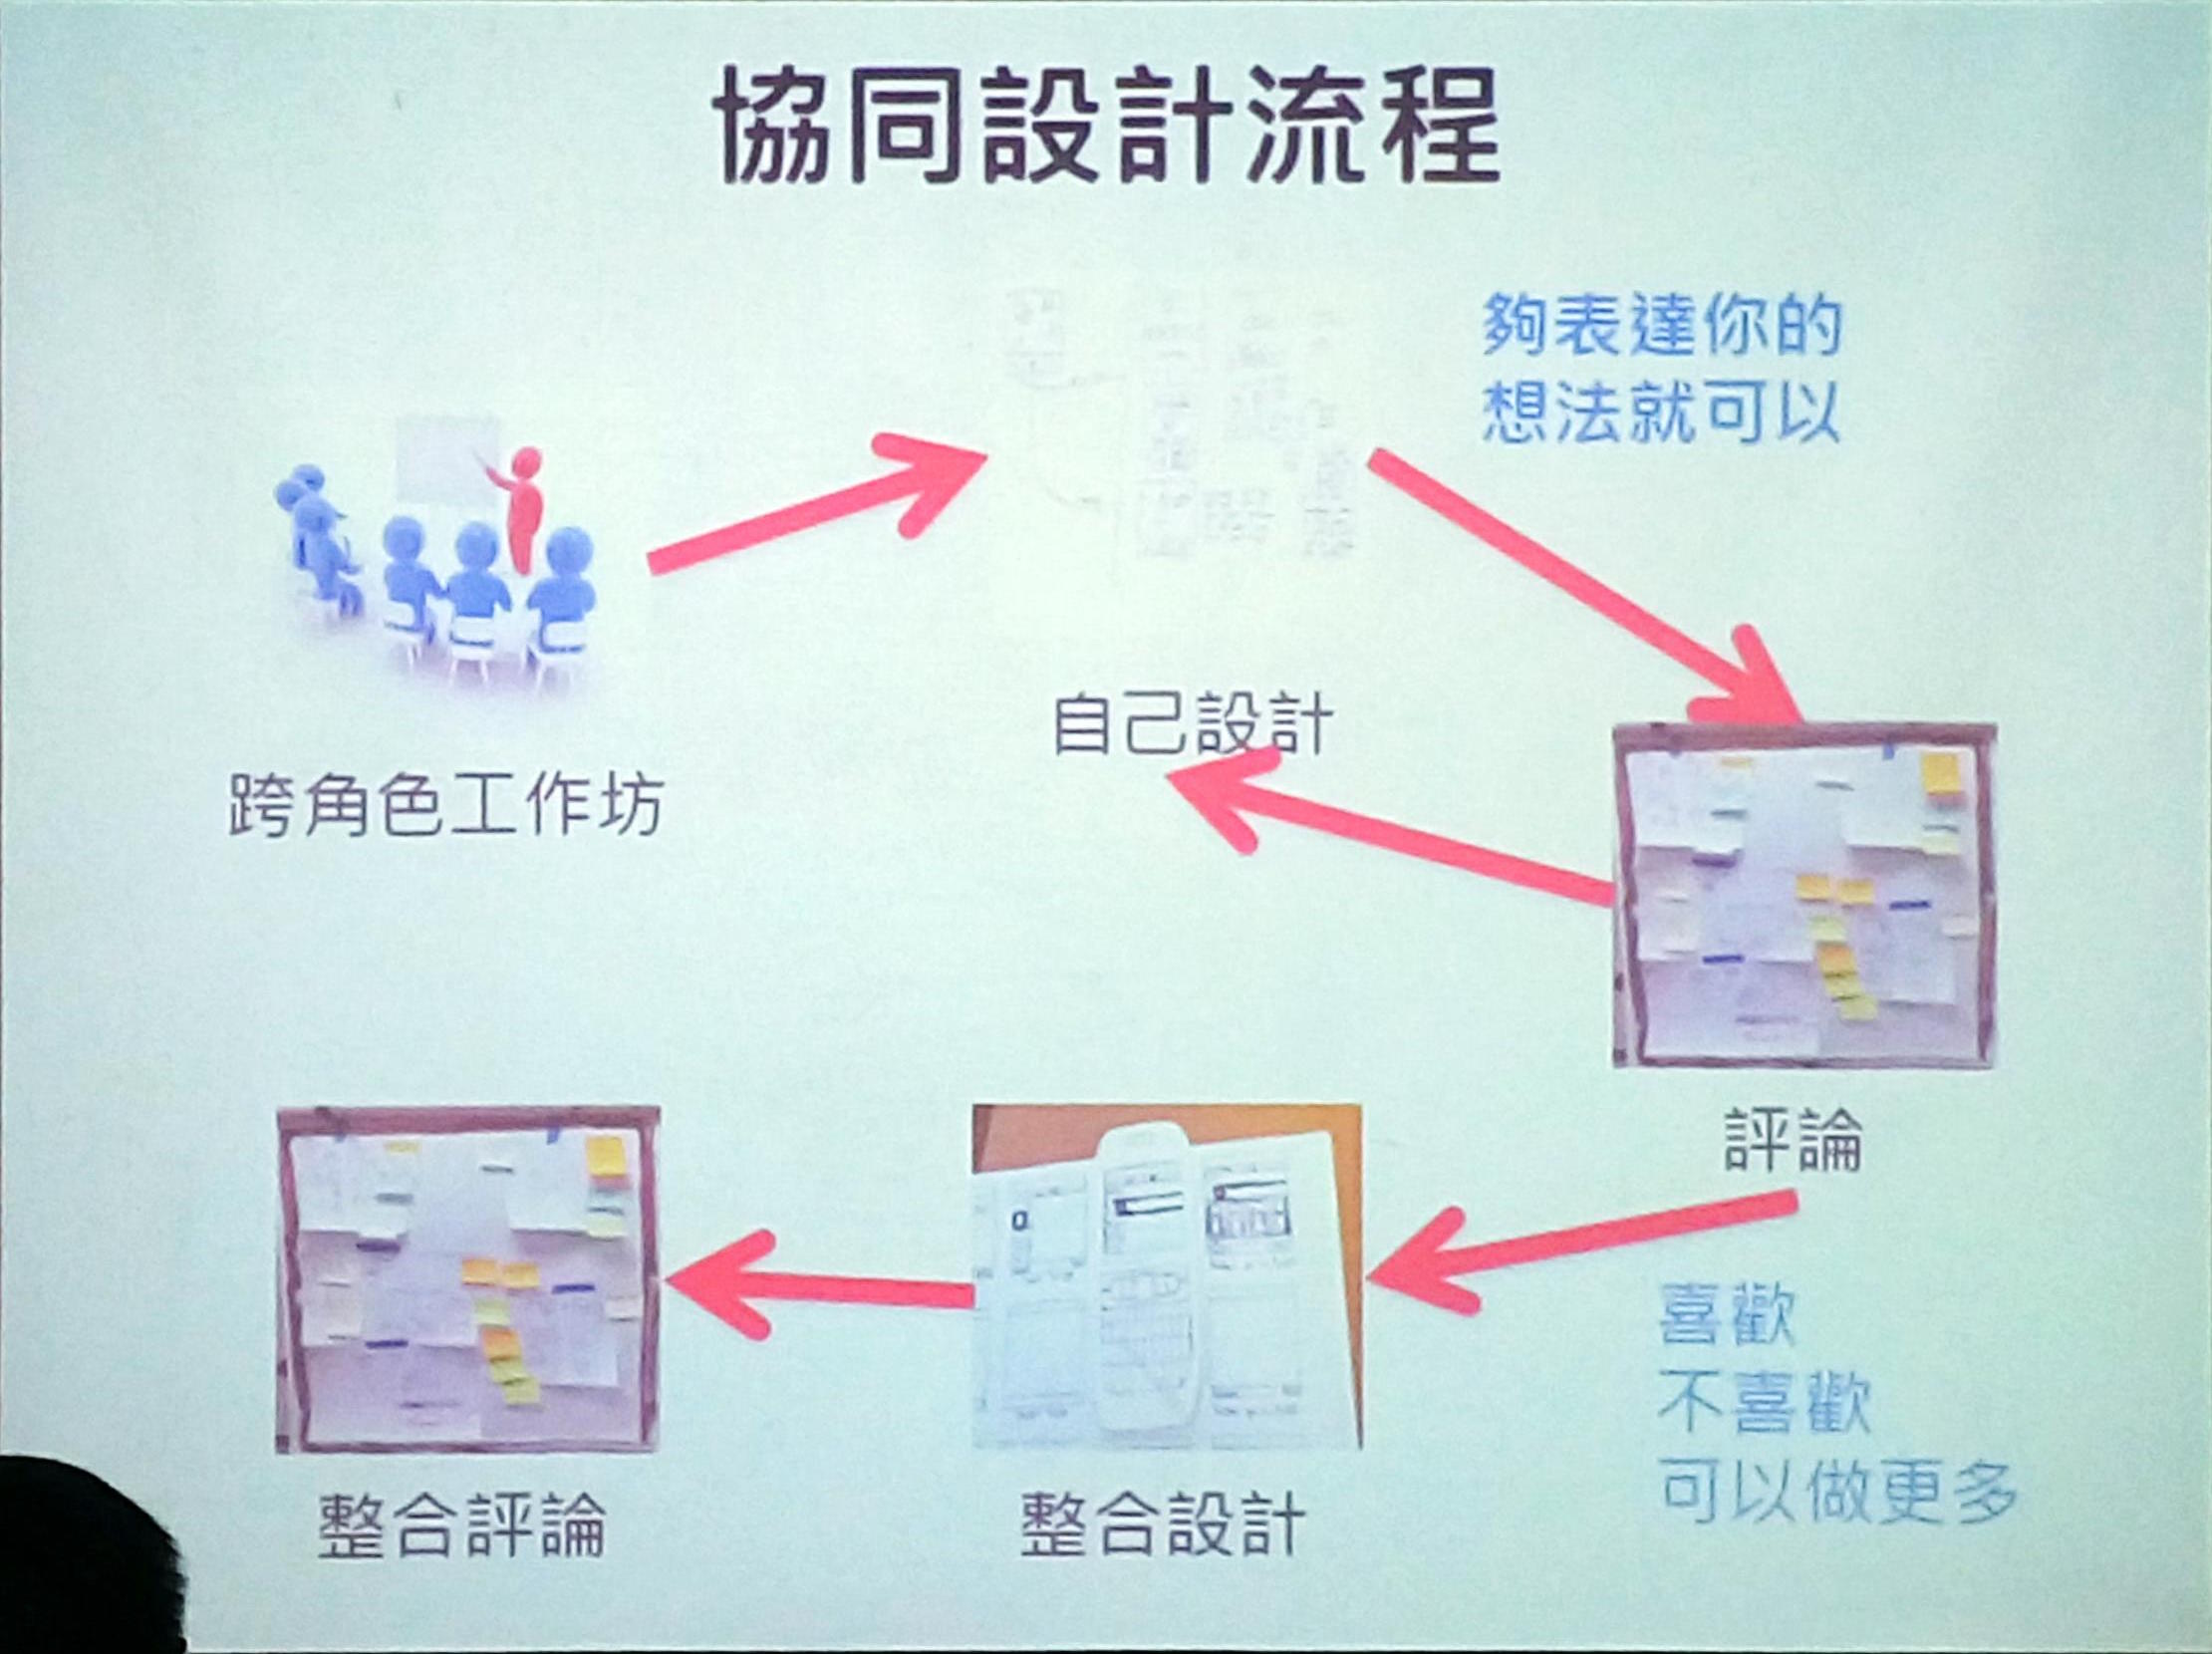 協同設計流程
夠表達你的
想法就可以
自己設計
跨角色工作坊
評論
喜歡
不喜歡
可以做更多
整合設計
整合評論